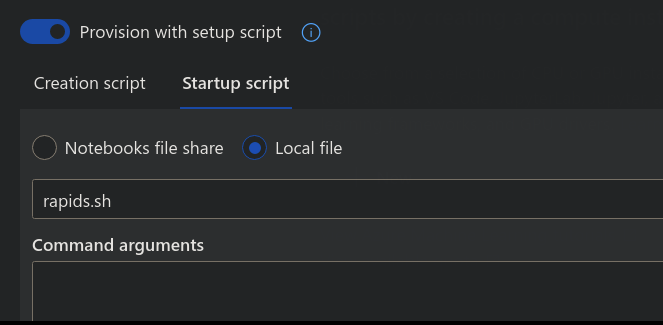 Provision with setup script
Creation script Startup script
Notebooks file share Local file
rapids.sh
Command arguments